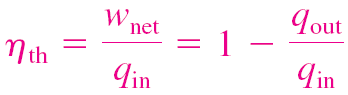 η_th = w_net / q_in = 1 − q_out / q_in